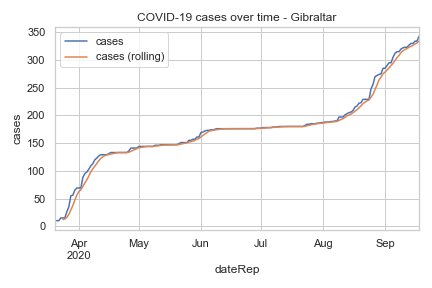 COVID-19 cases over time - Gibraltar
cases
cases (rolling)
350
300
250
200
150
100
50
0
cases
Apr
2020
May
Jun
Jul
Aug
Sep
dateRep